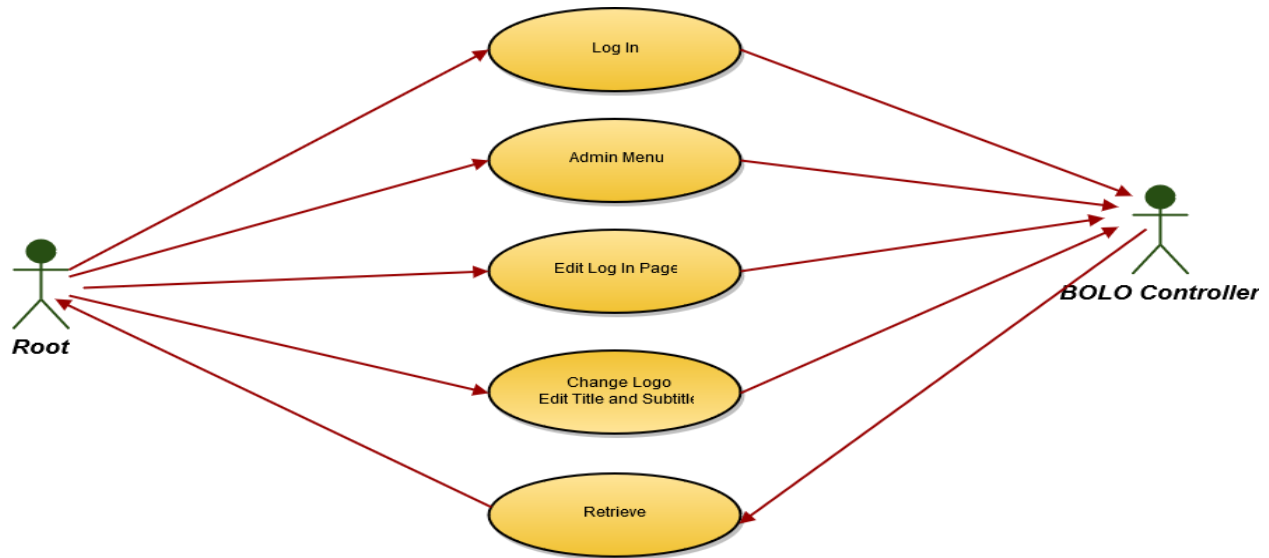 Log In
Admin Menu
Edit Log In Page
Change Logo
Edit Title and Subtitle
Retrieve
Root
BOLO Controller